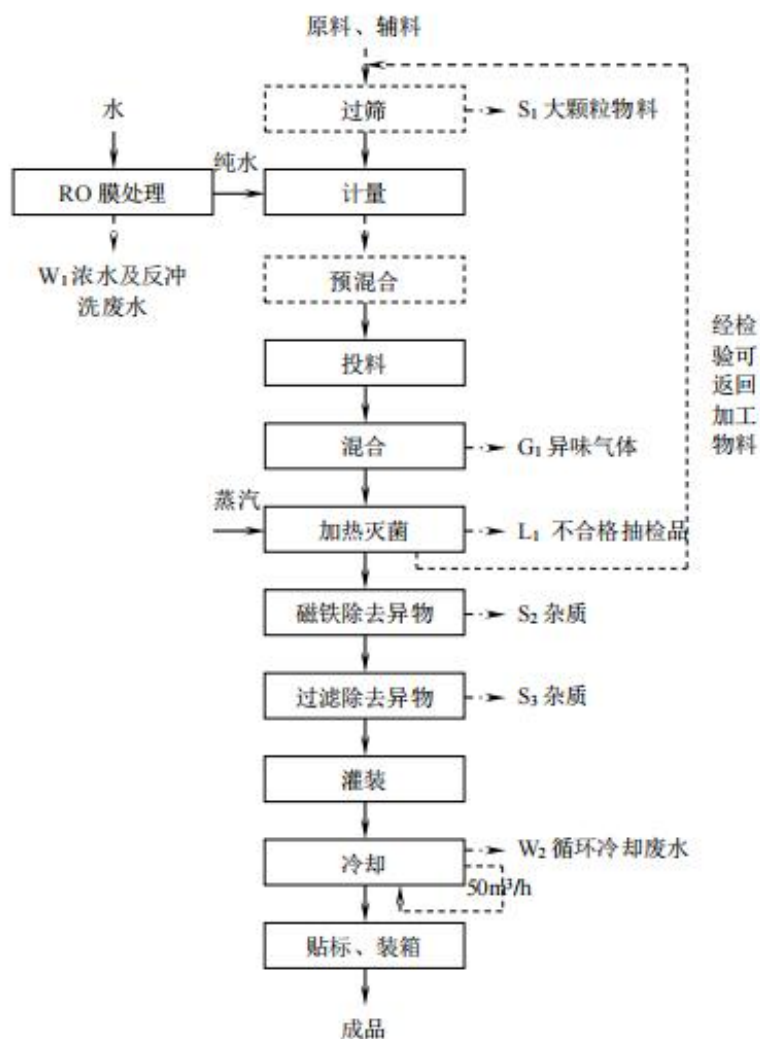 原料、辅料
过筛
S₁ 大颗粒物料
水
纯水
RO 膜处理
计量
W₁ 浓水及反冲
洗废水
预混合
投料
混合
G₁ 异味气体
蒸汽
加热灭菌
L₁ 不合格抽检品
经检
验可
返回
加工
物料
磁铁除去异物
S₂ 杂质
过滤除去异物
S₃ 杂质
灌装
冷却
W₂ 循环冷却废水
50m³/h
贴标、装箱
成品